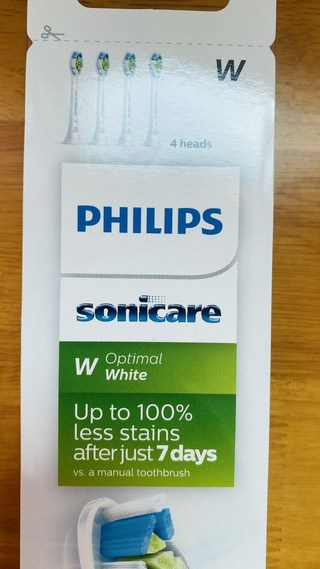 W
4 heads
PHILIPS
sonicare
W Optimal
White
Up to 100%
less stains
after just 7 days
vs. a manual toothbrush